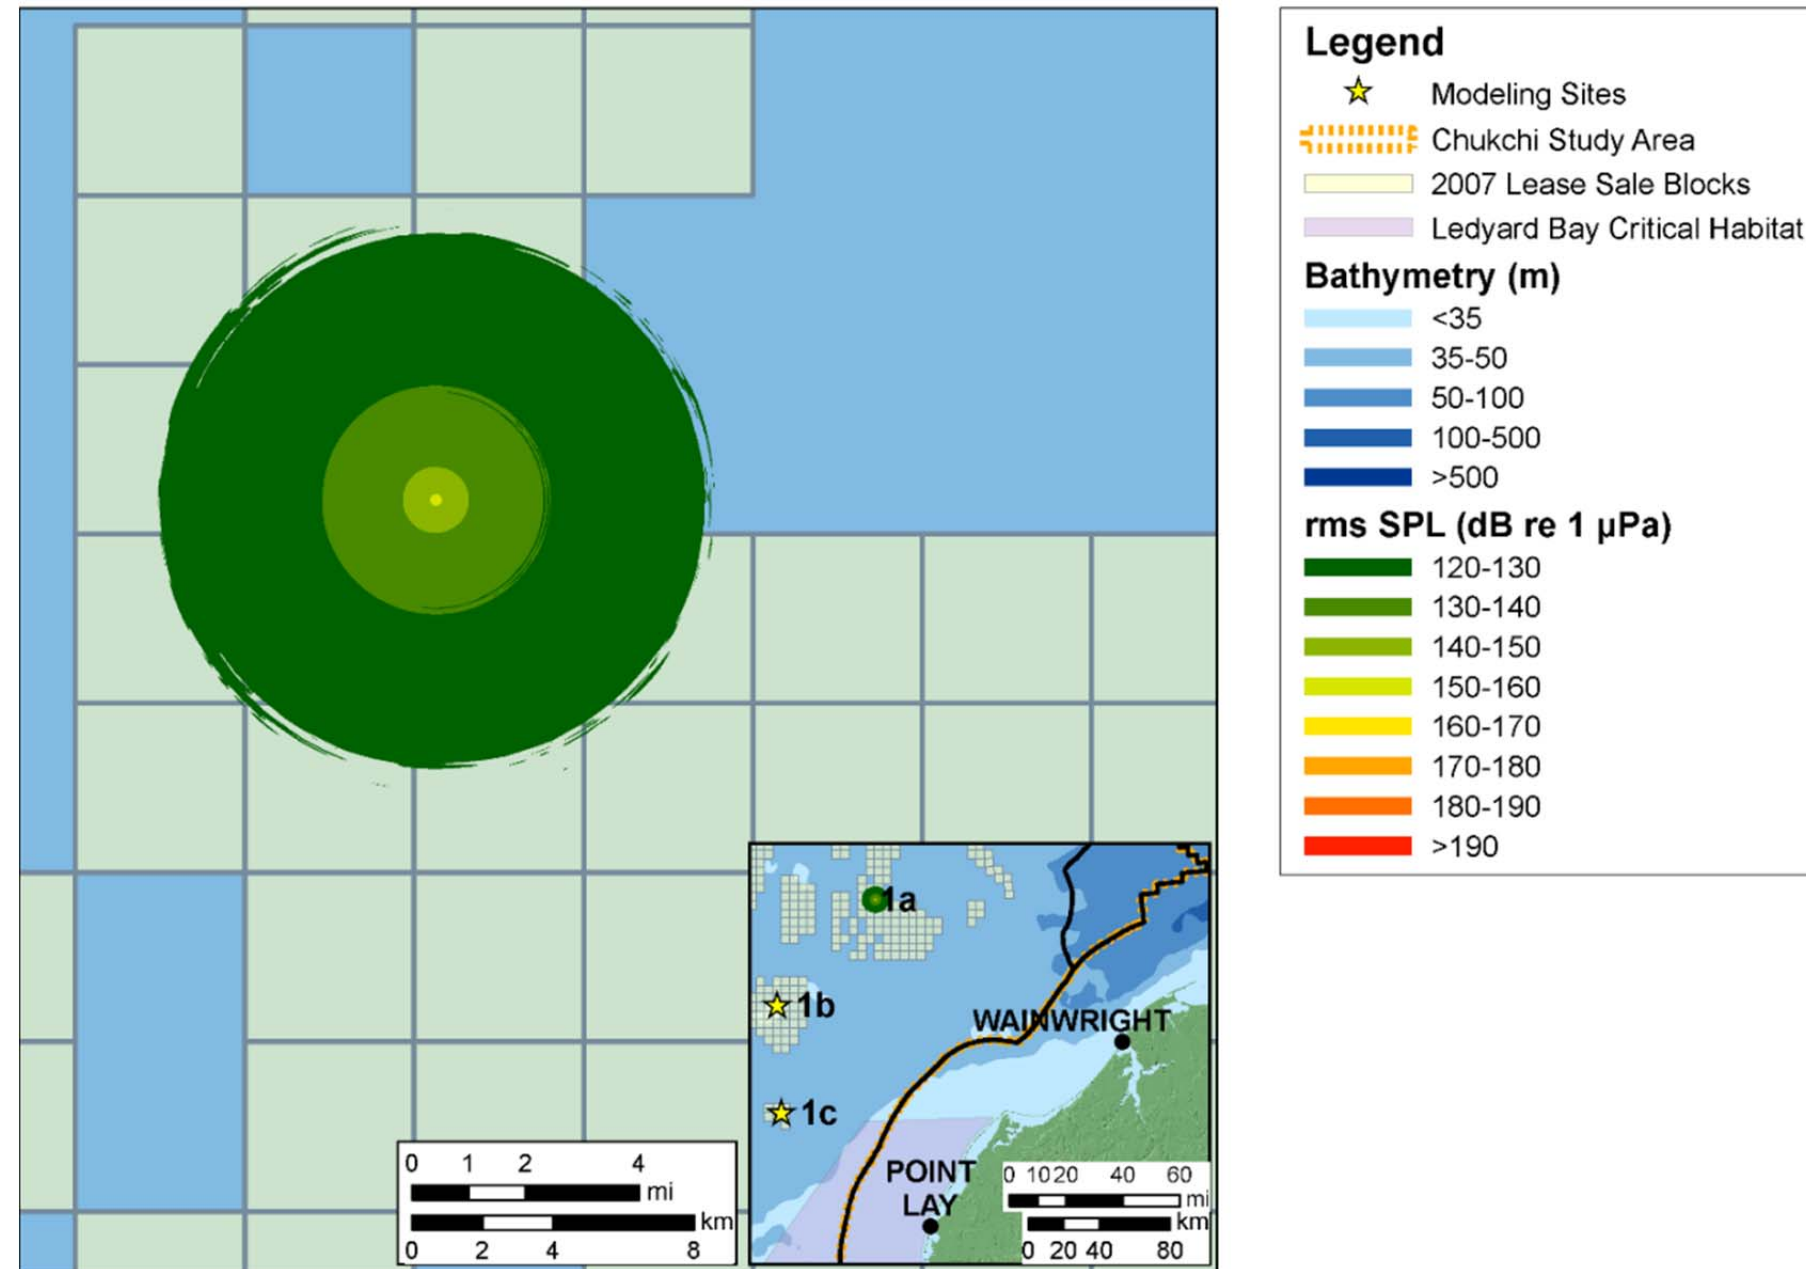 Legend
Modeling Sites
Chukchi Study Area
2007 Lease Sale Blocks
Ledyard Bay Critical Habitat
Bathymetry (m)
<35
35-50
50-100
100-500
>500
rms SPL (dB re 1 µPa)
120-130
130-140
140-150
150-160
160-170
170-180
180-190
>190
1a
1b
WAINWRIGHT
1c
POINT
LAY
0 1 2 4
mi
km
0 2 4 8
0 10 20 40 60
mi
km
0 20 40 80